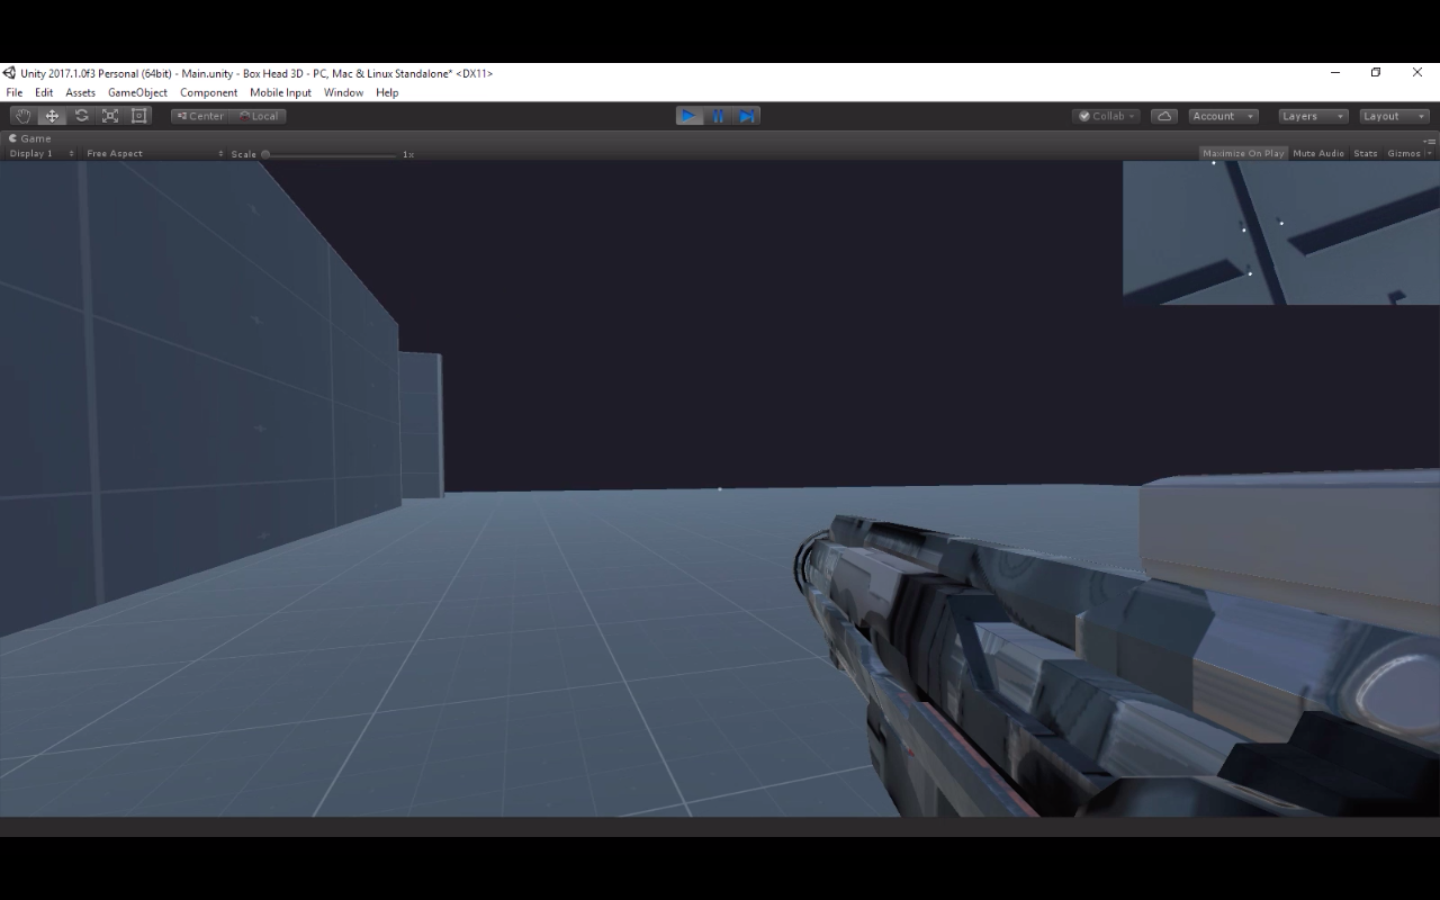 Unity 2017.1.0f3 Personal (64bit) - Main.unity - Box Head 3D - PC, Mac & Linux Standalone* <DX11>
File Edit Assets GameObject Component Mobile Input Window Help
Center Local Collab Account Layers Layout
Game
Display 1 Free Aspect Scale 1x Maximize On Play Mute Audio Stats Gizmos